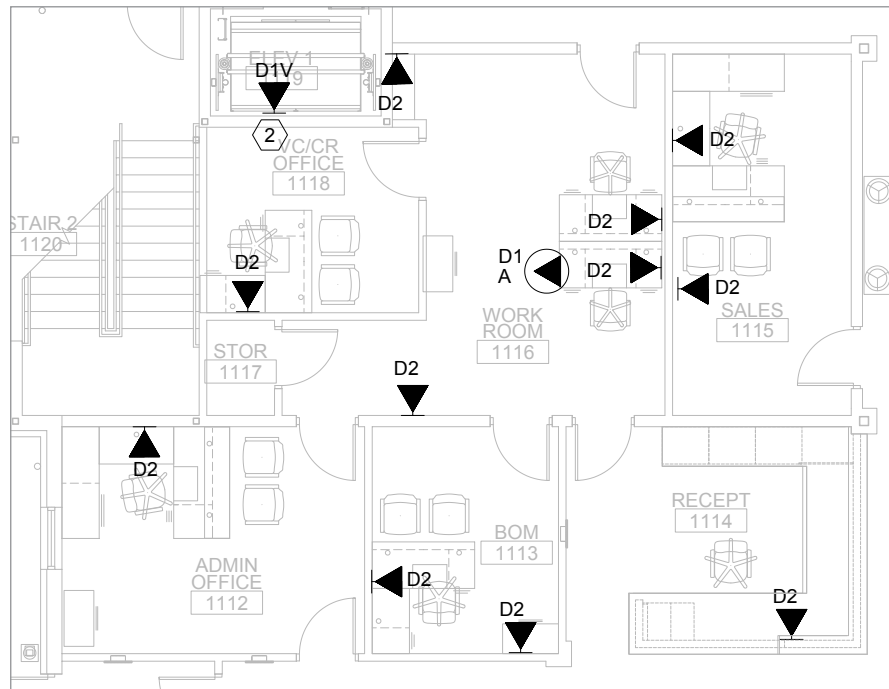 ELEV 1
1119
D1V
D2
2
VC/CR
OFFICE
1118
D2
STAIR 2
1120
D2
D2
D2
D1
A
D2
D2
SALES
1115
WORK
ROOM
1116
STOR
1117
D2
D2
ADMIN
OFFICE
1112
BOM
1113
D2
D2
RECEPT
1114
D2